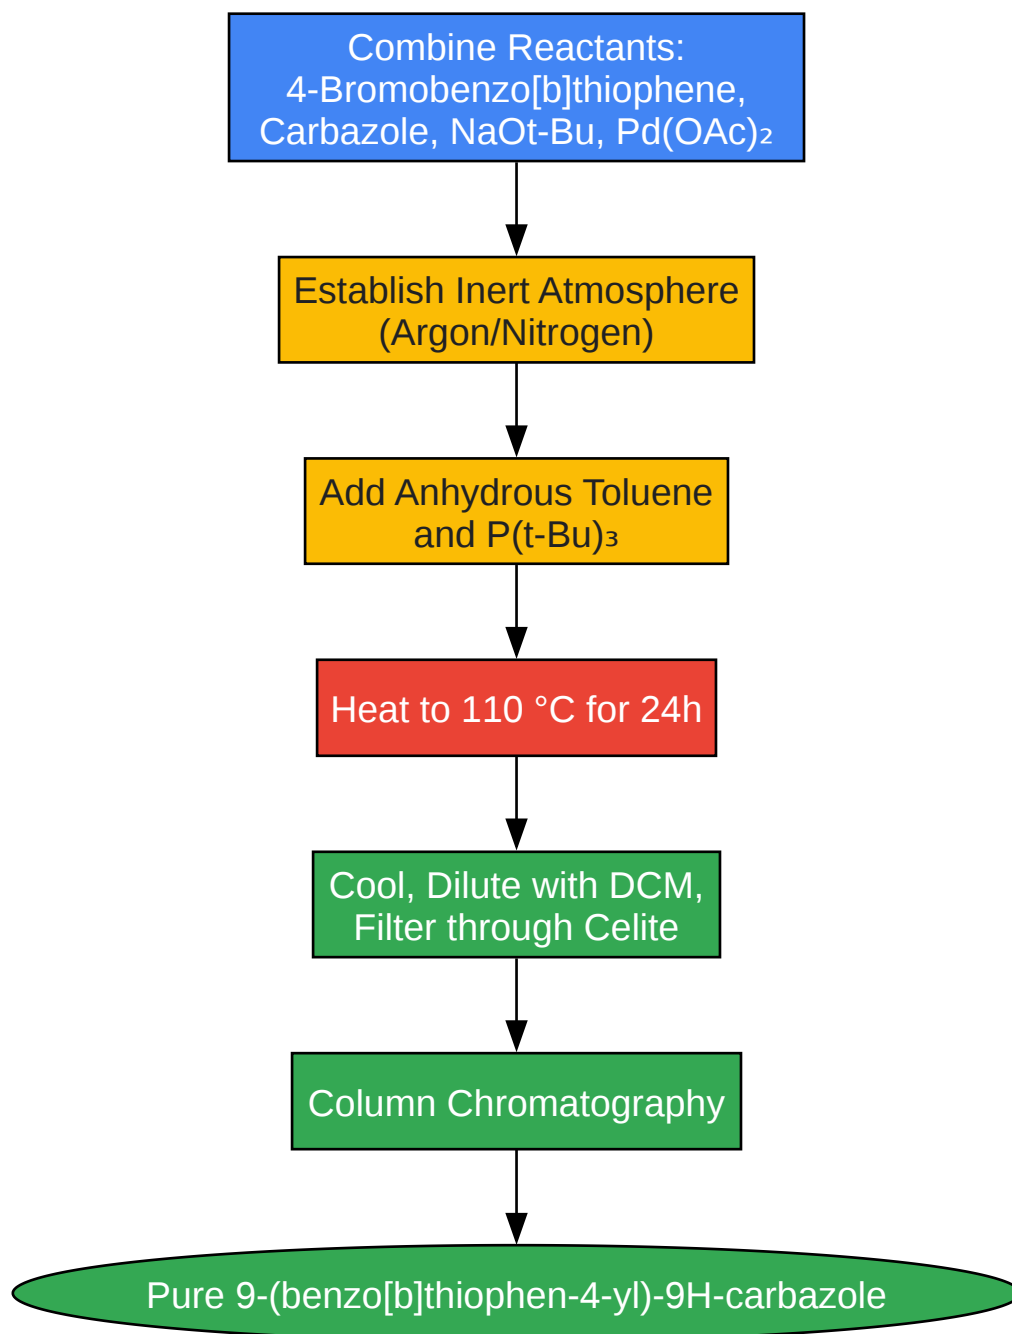 Combine Reactants:
4-Bromobenzo[b]thiophene,
Carbazole, NaOt-Bu, Pd(OAc)₂
Establish Inert Atmosphere
(Argon/Nitrogen)
Add Anhydrous Toluene
and P(t-Bu)₃
Heat to 110 °C for 24h
Cool, Dilute with DCM,
Filter through Celite
Column Chromatography
Pure 9-(benzo[b]thiophen-4-yl)-9H-carbazole